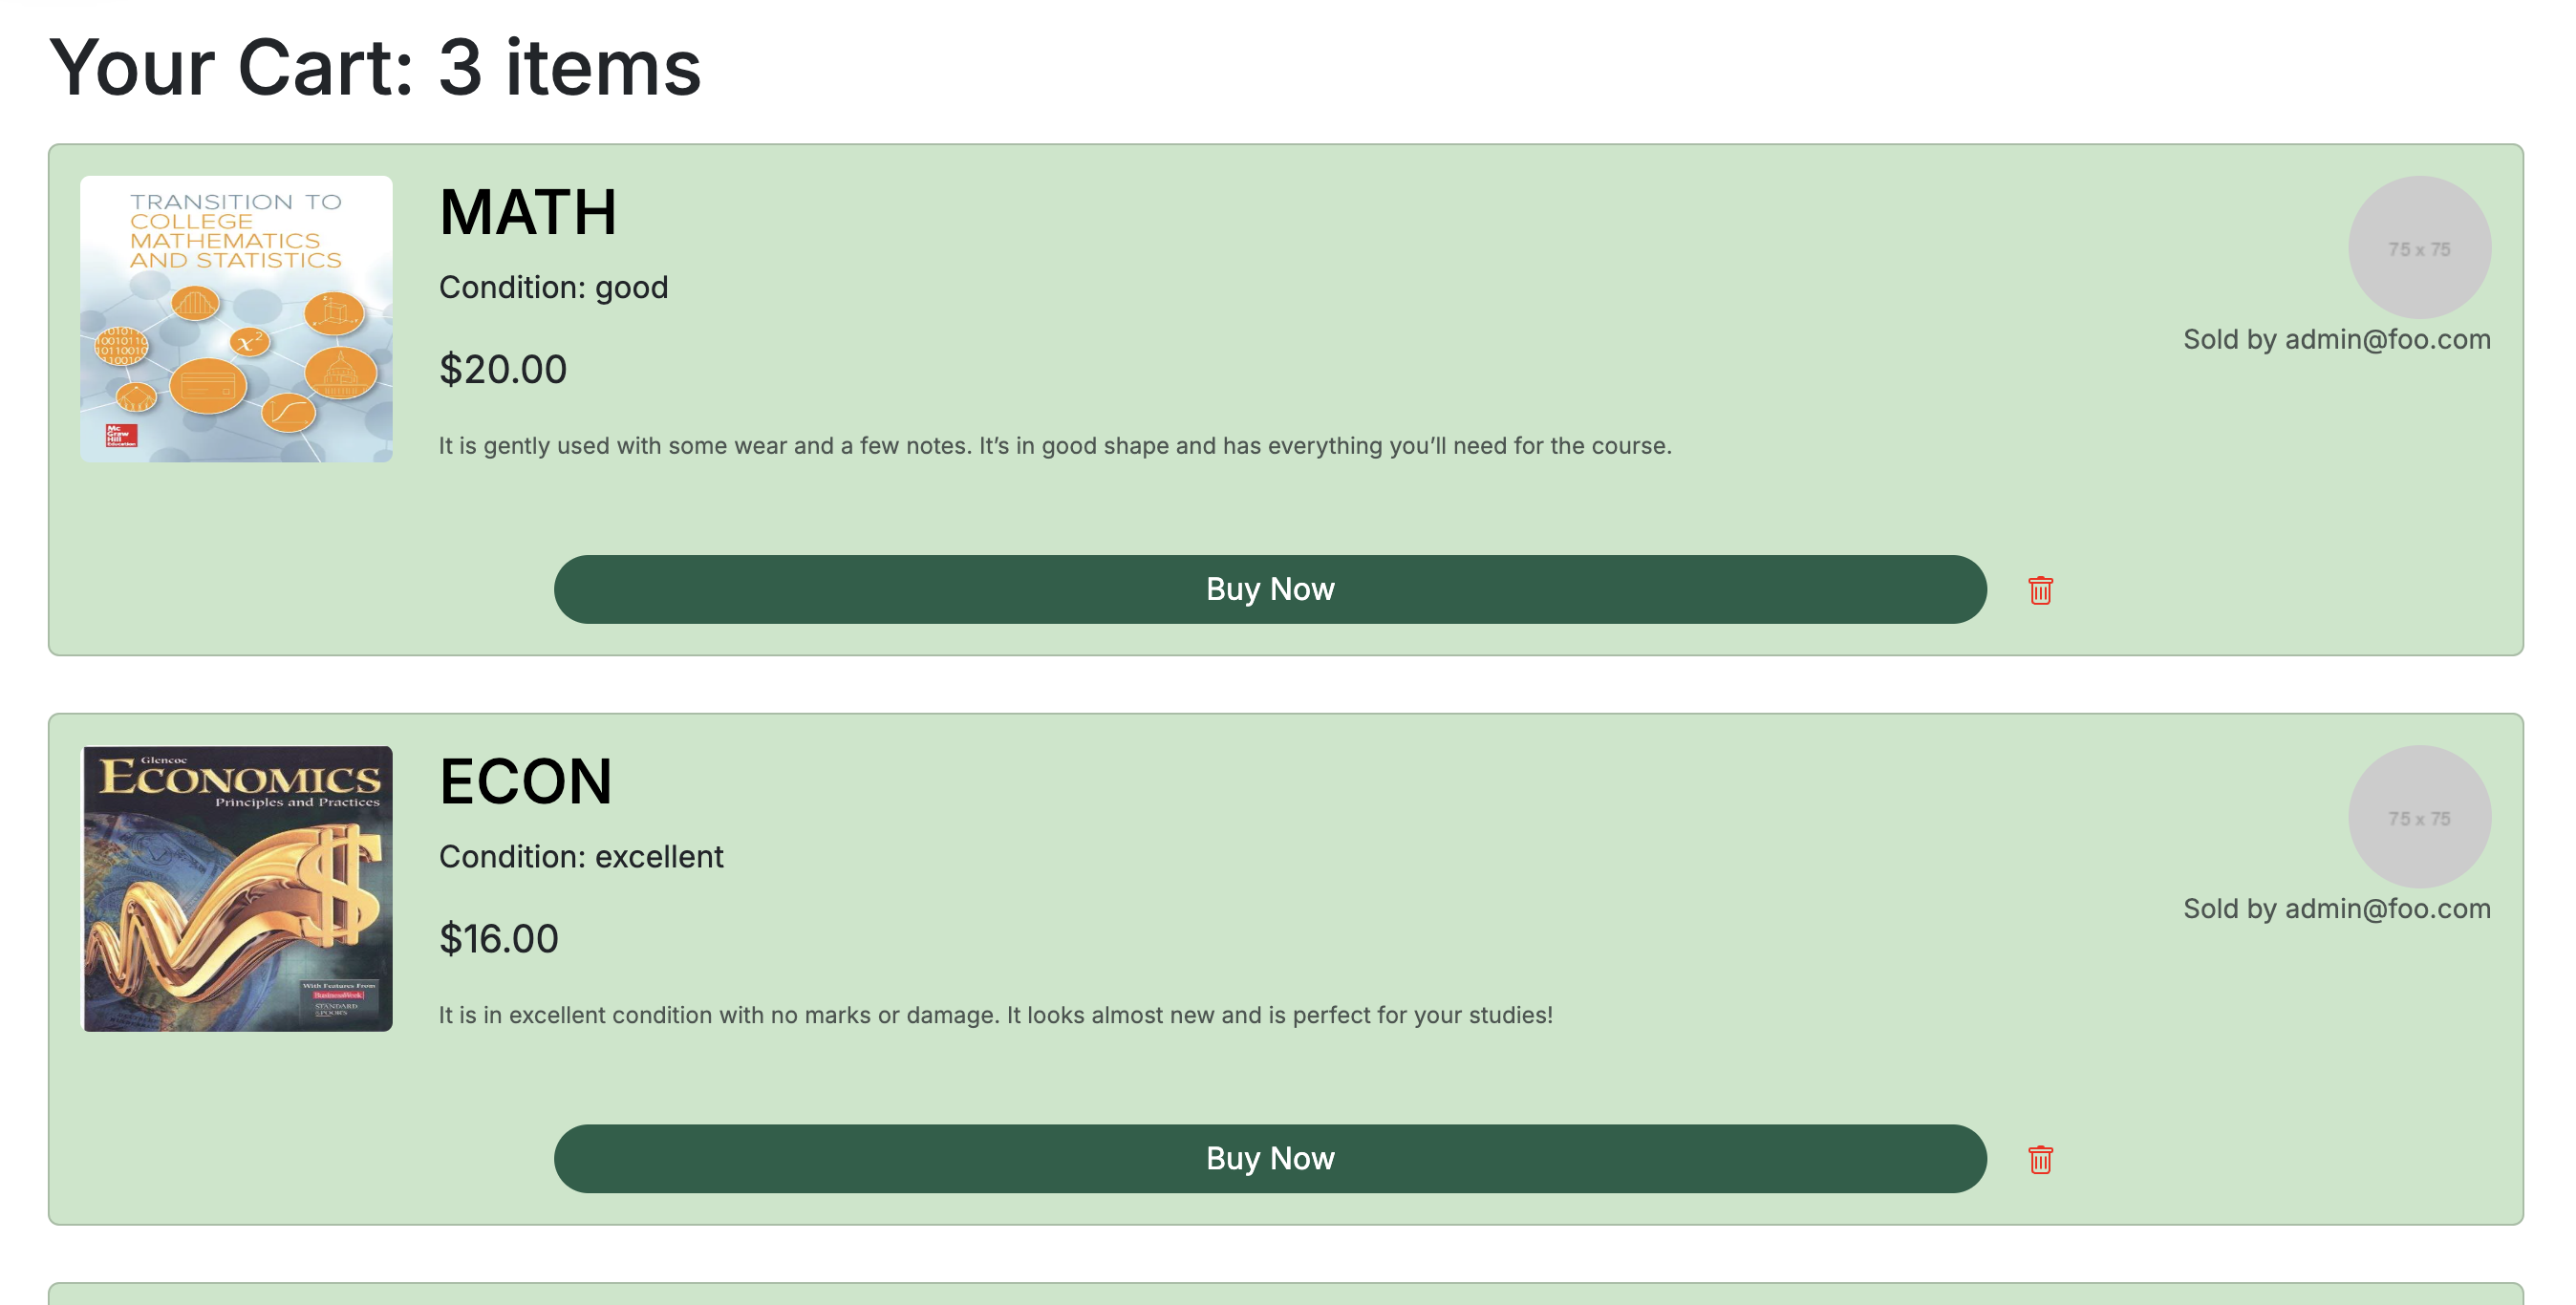 Your Cart: 3 items
TRANSITION TO
COLLEGE
MATHEMATICS
AND STATISTICS
x²
Mc
Graw
Hill
Education
MATH
Condition: good
$20.00
It is gently used with some wear and a few notes. It’s in good shape and has everything you’ll need for the course.
75 x 75
Sold by admin@foo.com
Buy Now
Glencoe
ECONOMICS
Principles and Practices
With Features From
BusinessWeek
STANDARD
&POOR'S
ECON
Condition: excellent
$16.00
It is in excellent condition with no marks or damage. It looks almost new and is perfect for your studies!
75 x 75
Sold by admin@foo.com
Buy Now